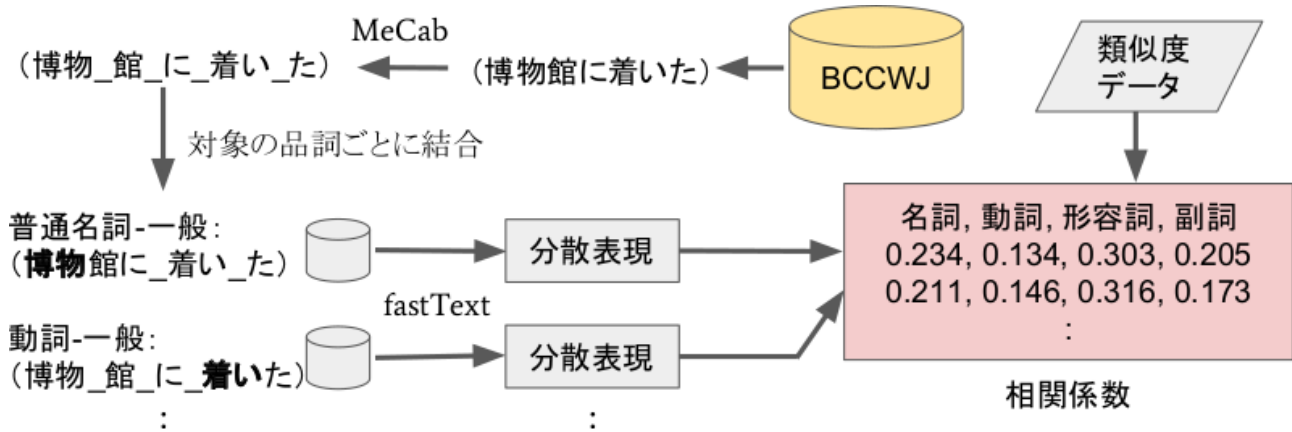 MeCab
(博物_館_に_着い_た)
(博物館に着いた)
BCCWJ
類似度
データ
対象の品詞ごとに結合
普通名詞-一般:
(博物館に_着い_た)
分散表現
名詞, 動詞, 形容詞, 副詞
0.234, 0.134, 0.303, 0.205
0.211, 0.146, 0.316, 0.173
:
fastText
動詞-一般:
(博物_館_に_着いた)
分散表現
相関係数
:
: